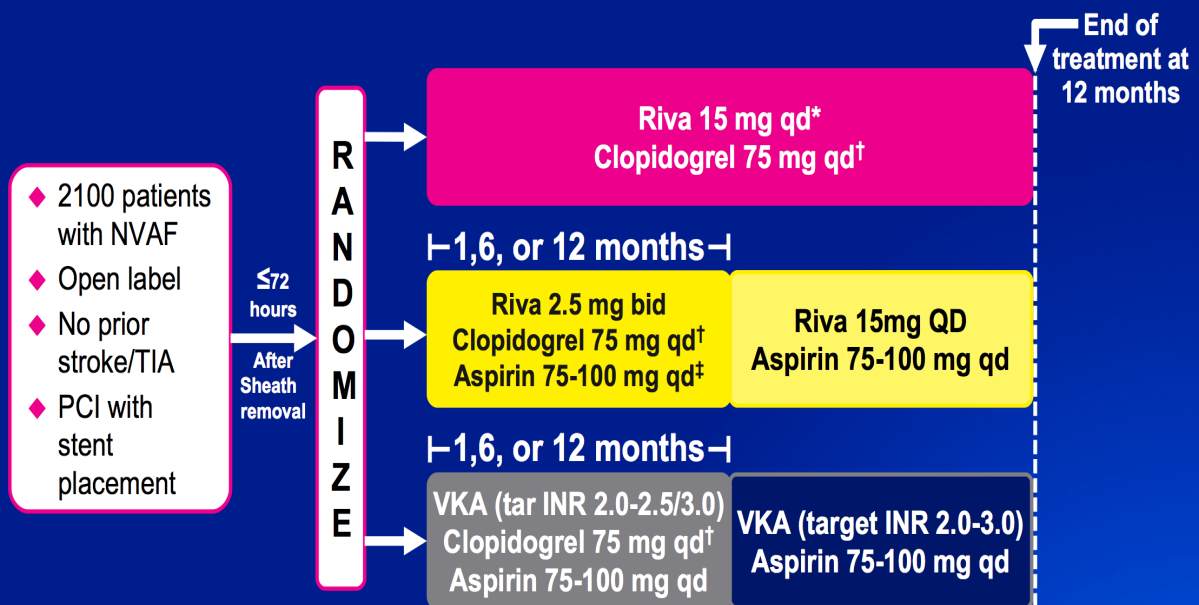 End of
treatment at
12 months
◆ 2100 patients
with NVAF
◆ Open label
◆ No prior
stroke/TIA
◆ PCI with
stent
placement
≤72
hours
After
Sheath
removal
RANDOMIZE
Riva 15 mg qd*
Clopidogrel 75 mg qd†
1,6, or 12 months
Riva 2.5 mg bid
Clopidogrel 75 mg qd†
Aspirin 75-100 mg qd‡
Riva 15mg QD
Aspirin 75-100 mg qd
1,6, or 12 months
VKA (tar INR 2.0-2.5/3.0)
Clopidogrel 75 mg qd†
Aspirin 75-100 mg qd
VKA (target INR 2.0-3.0)
Aspirin 75-100 mg qd